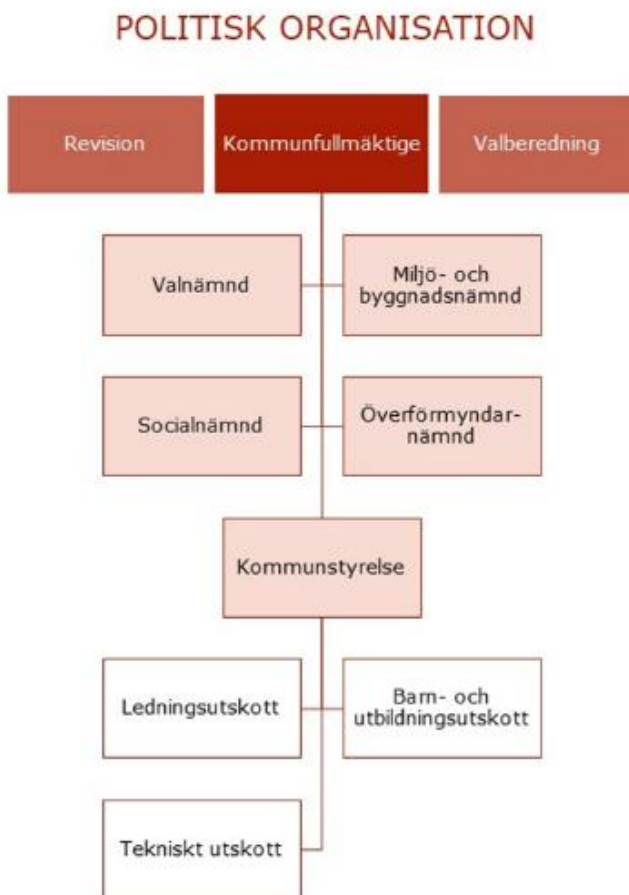 POLITISK ORGANISATION
Revision
Kommunfullmäktige
Valberedning
Valnämnd
Miljö- och
byggnadsnämnd
Socialnämnd
Överförmyndar-
nämnd
Kommunstyrelse
Ledningsutskott
Barn- och
utbildningsutskott
Tekniskt utskott